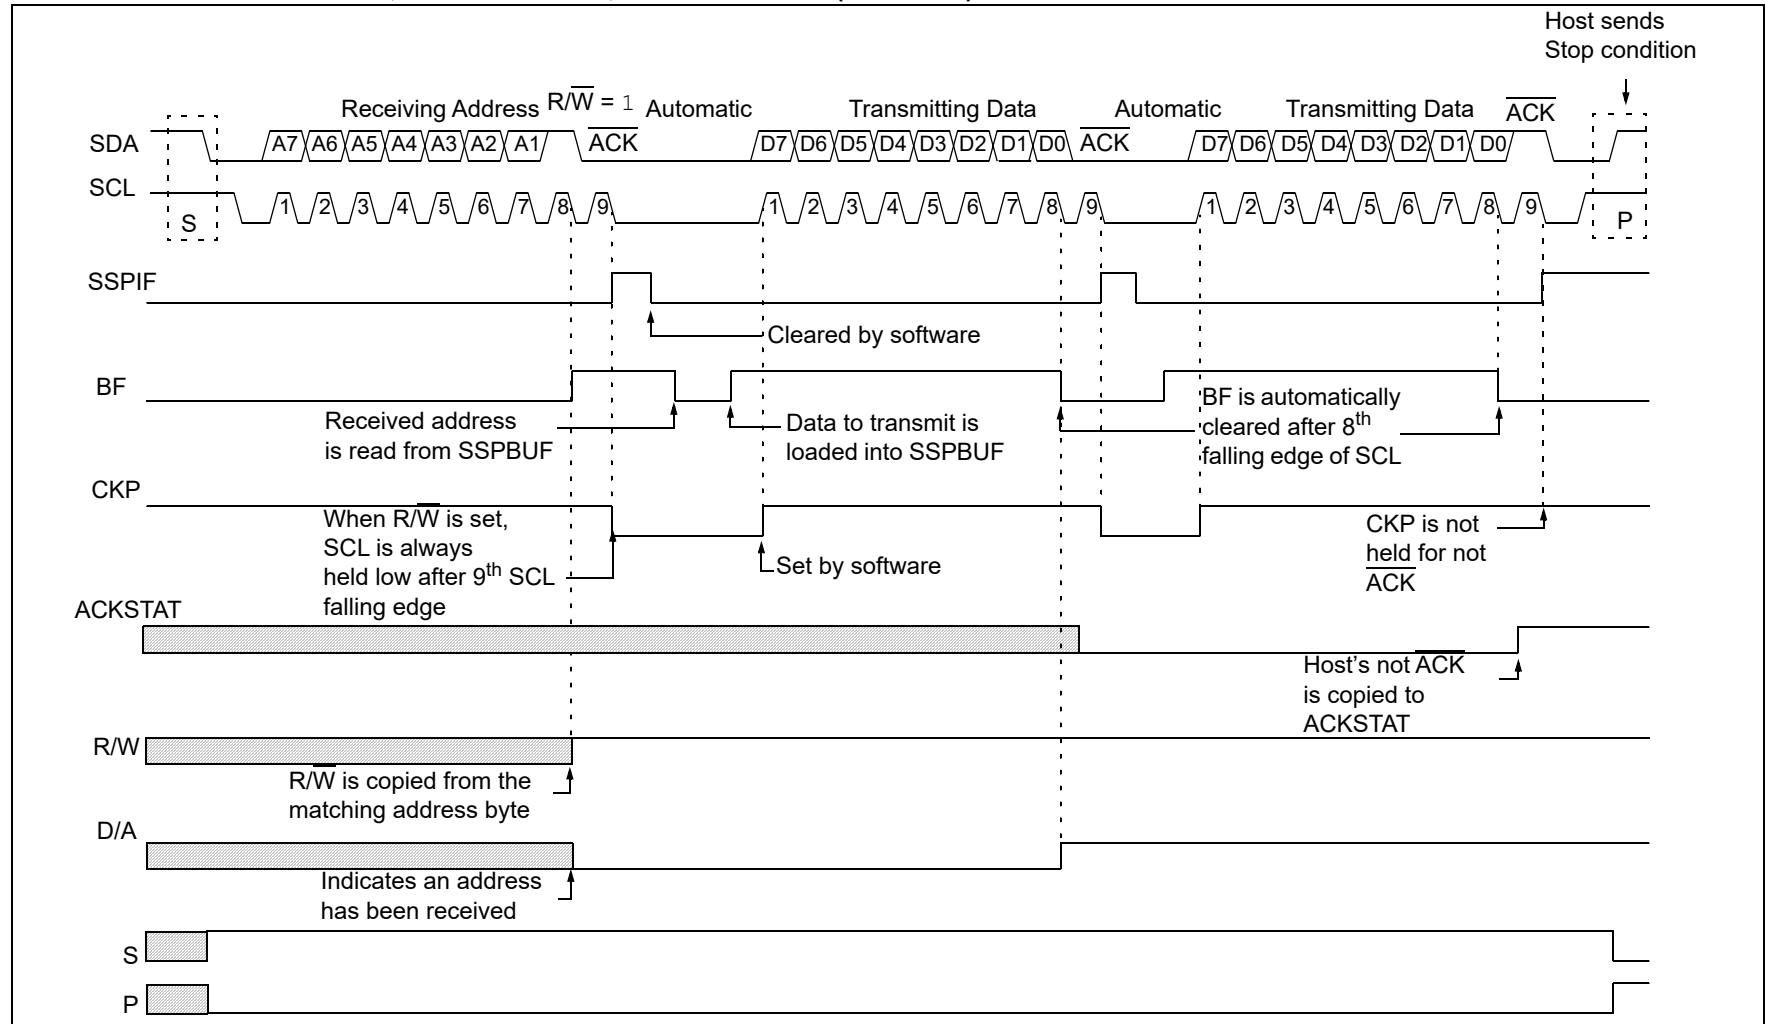 Host sends
Stop condition
Receiving Address R/W = 1 Automatic Transmitting Data Automatic Transmitting Data ACK
SDA A7 A6 A5 A4 A3 A2 A1 ACK D7 D6 D5 D4 D3 D2 D1 D0 ACK D7 D6 D5 D4 D3 D2 D1 D0
SCL
S 1 2 3 4 5 6 7 8 9 1 2 3 4 5 6 7 8 9 1 2 3 4 5 6 7 8 9 P
SSPIF
Cleared by software
BF
Received address
is read from SSPBUF
Data to transmit is
loaded into SSPBUF
BF is automatically
cleared after 8th
falling edge of SCL
CKP
When R/W is set,
SCL is always
held low after 9th SCL
falling edge
Set by software
CKP is not
held for not
ACK
ACKSTAT
Host's not ACK
is copied to
ACKSTAT
R/W
R/W is copied from the
matching address byte
D/A
Indicates an address
has been received
S
P